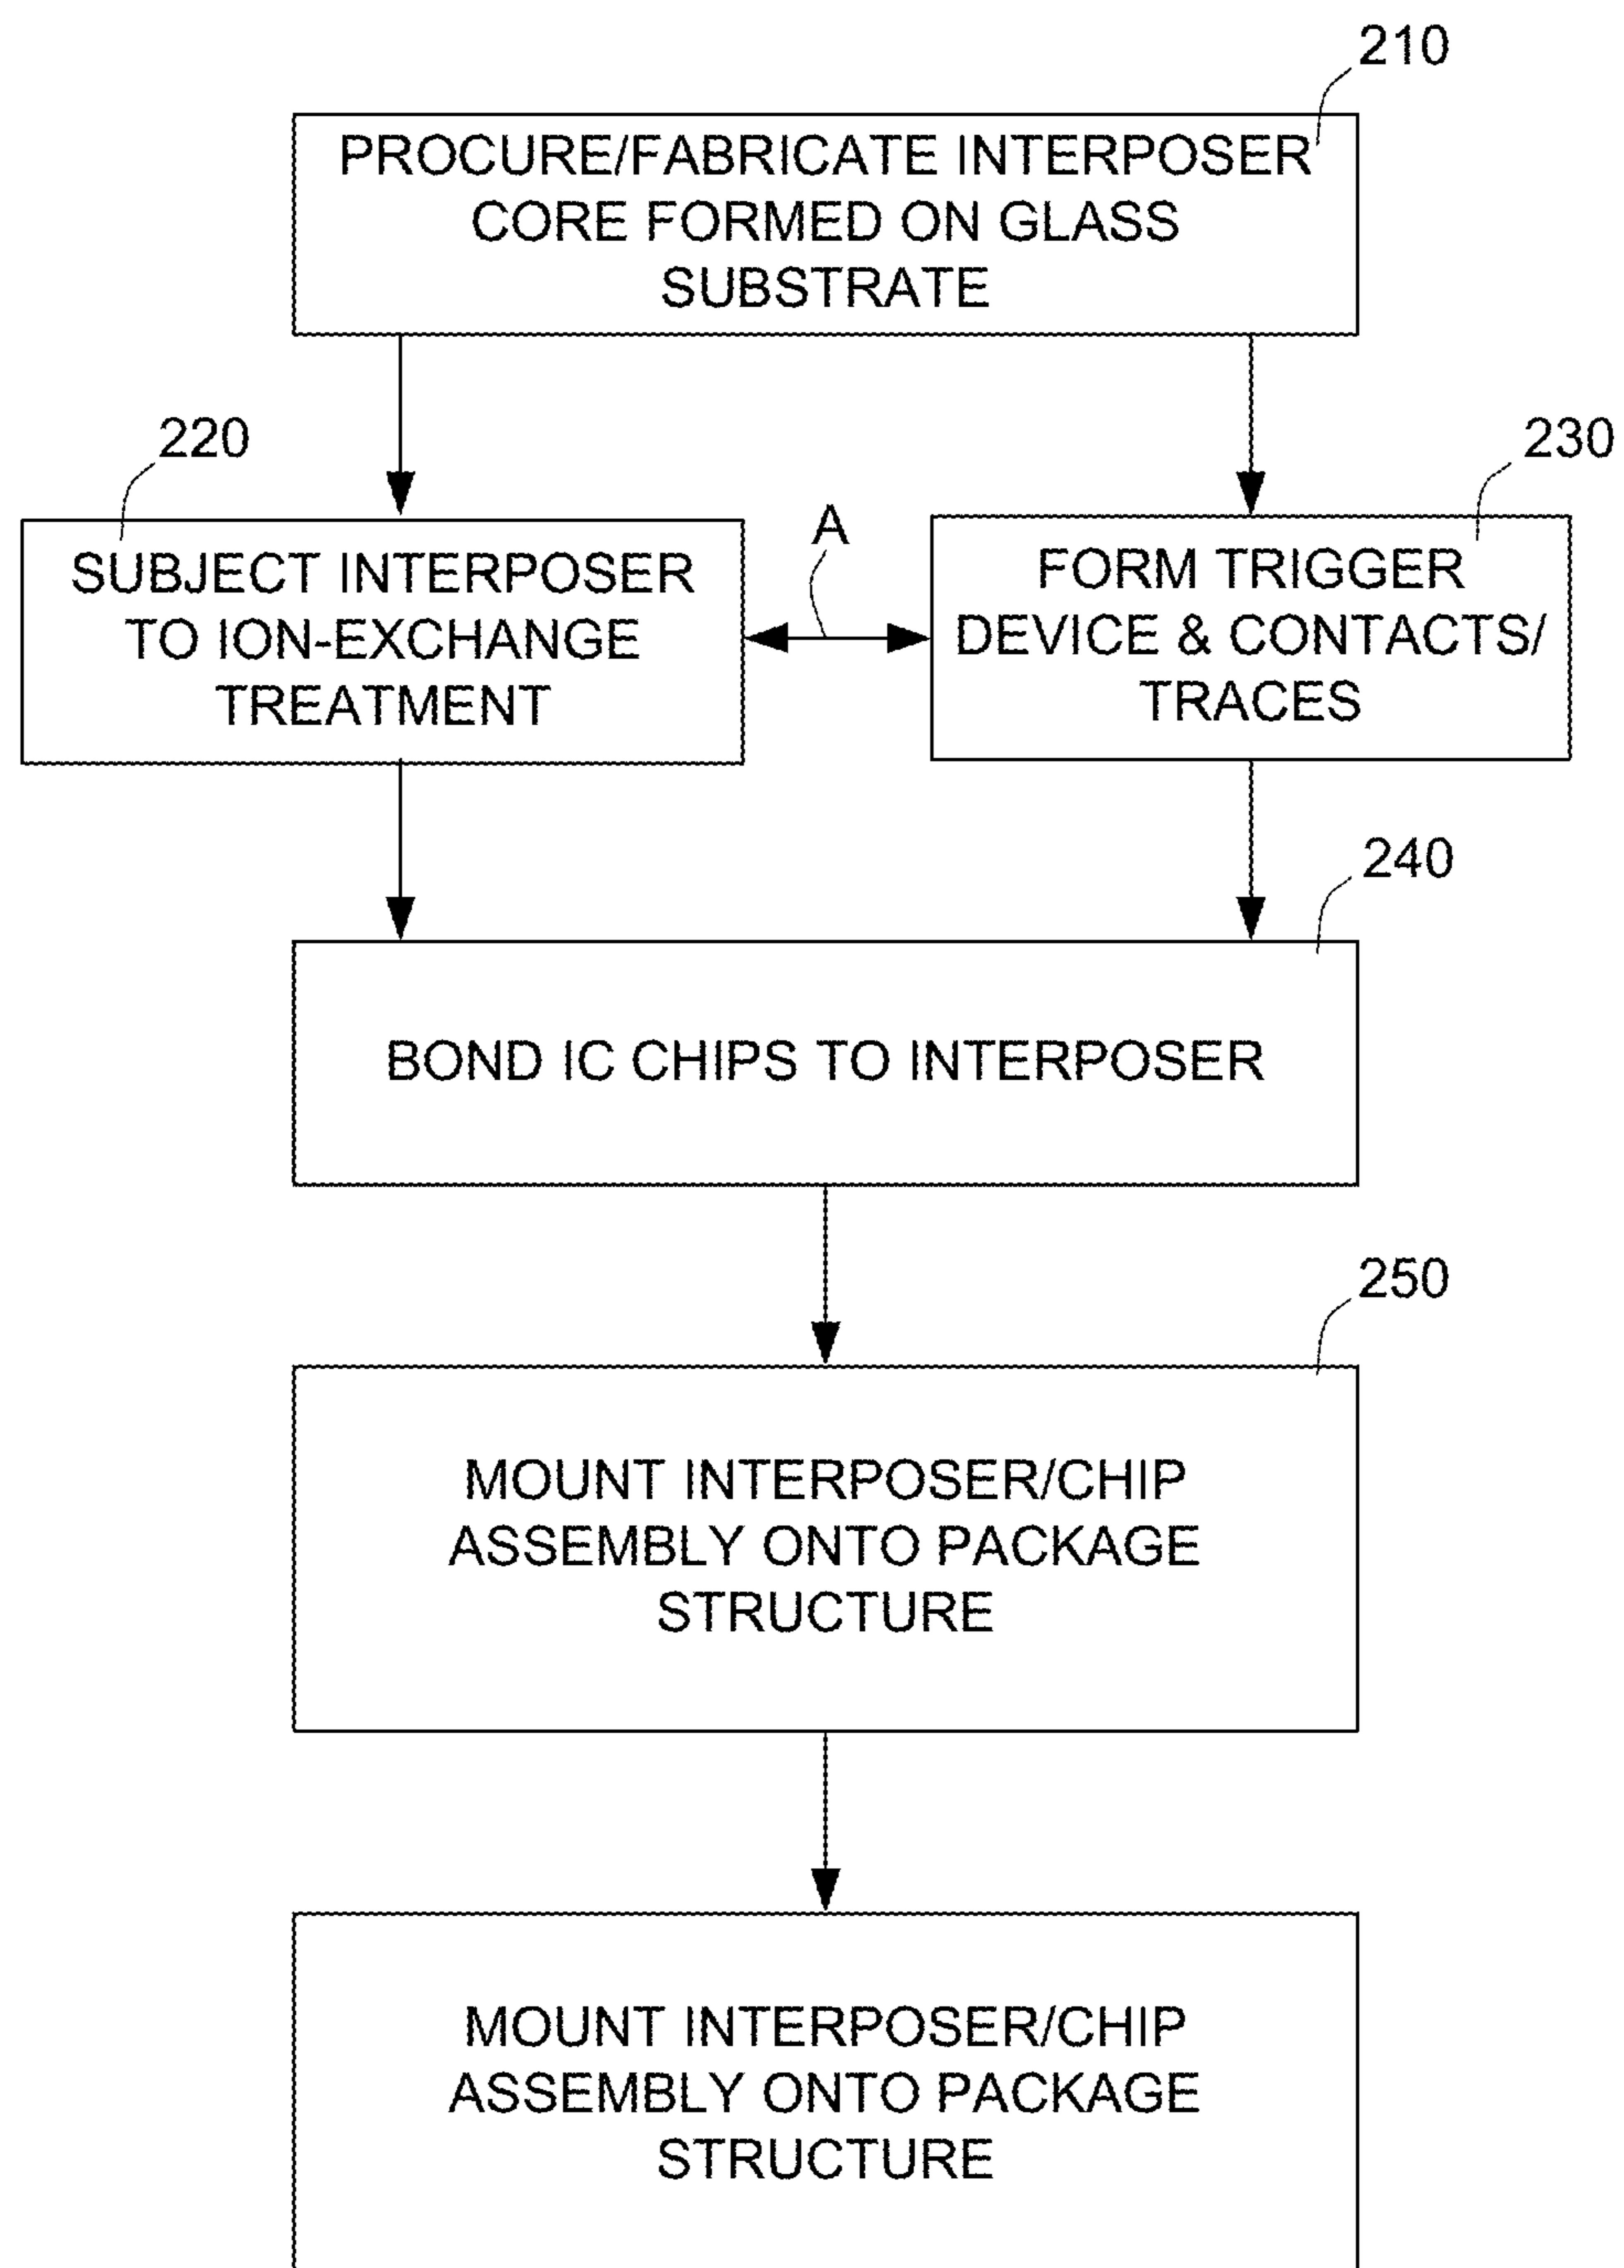 210
PROCURE/FABRICATE INTERPOSER
CORE FORMED ON GLASS
SUBSTRATE
220
230
A
SUBJECT INTERPOSER
TO ION-EXCHANGE
TREATMENT
FORM TRIGGER
DEVICE & CONTACTS/
TRACES
240
BOND IC CHIPS TO INTERPOSER
250
MOUNT INTERPOSER/CHIP
ASSEMBLY ONTO PACKAGE
STRUCTURE
MOUNT INTERPOSER/CHIP
ASSEMBLY ONTO PACKAGE
STRUCTURE